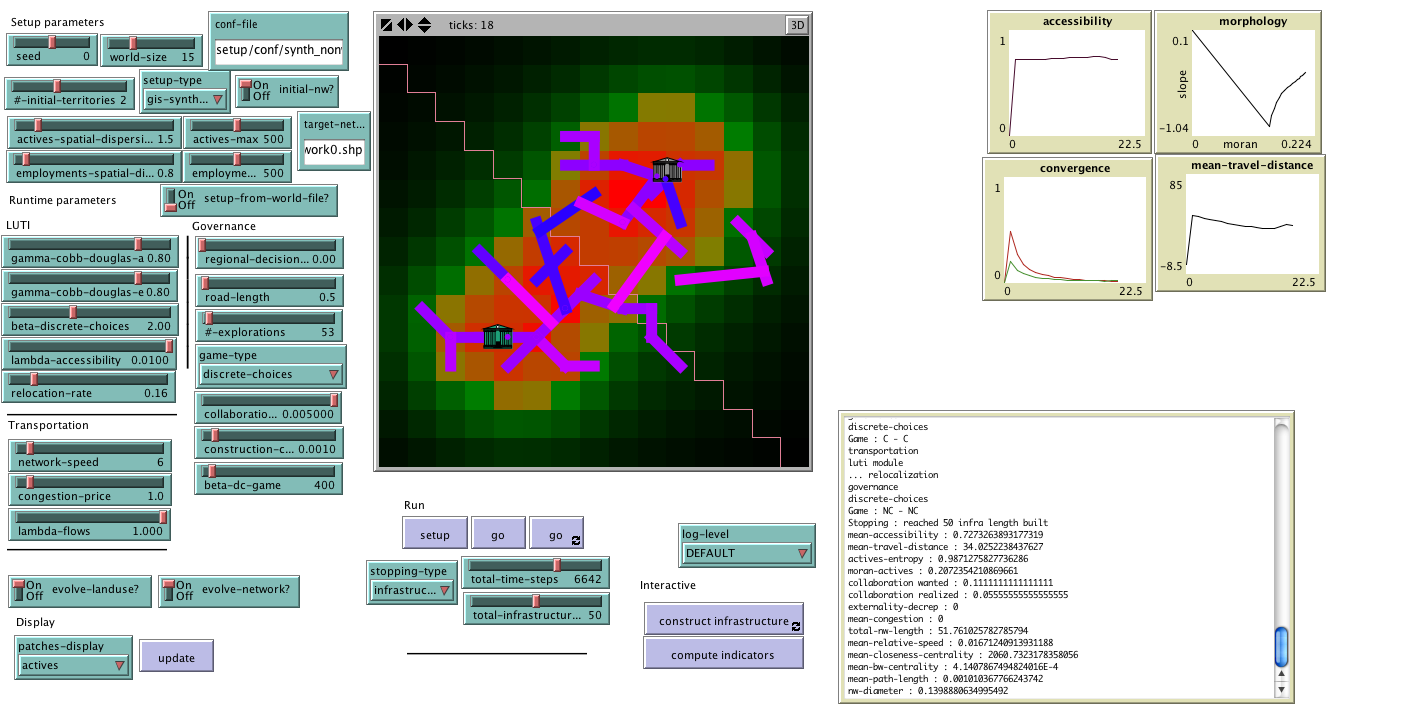 Setup parameters
seed 0
world-size 15
conf-file
setup/conf/synth_non
#-initial-territories 2
setup-type
gis-synth...
On
Off
initial-nw?
actives-spatial-dispersi... 1.5
actives-max 500
target-net...
work0.shp
employments-spatial-di... 0.8
employme... 500
Runtime parameters
On
Off
setup-from-world-file?
LUTI
gamma-cobb-douglas-a 0.80
gamma-cobb-douglas-e 0.80
beta-discrete-choices 2.00
lambda-accessibility 0.0100
relocation-rate 0.16
Governance
regional-decision... 0.00
road-length 0.5
#-explorations 53
game-type
discrete-choices
collaboratio... 0.005000
construction-c... 0.0010
beta-dc-game 400
Transportation
network-speed 6
congestion-price 1.0
lambda-flows 1.000
On
Off
evolve-landuse?
On
Off
evolve-network?
Display
patches-display
actives
update
ticks: 18
3D
Run
setup
go
go
stopping-type
infrastruc...
total-time-steps 6642
total-infrastructur... 50
log-level
DEFAULT
Interactive
construct infrastructure
compute indicators
accessibility
1
0
0
22.5
morphology
0.1
slope
-1.04
0
moran
0.224
convergence
1
0
0
22.5
mean-travel-distance
85
-8.5
0
22.5
discrete-choices
Game : C - C
transportation
luti module
... relocalization
governance
discrete-choices
Game : NC - NC
Stopping : reached 50 infra length built
mean-accessibility : 0.7273263893177319
mean-travel-distance : 34.0252238437627
actives-entropy : 0.9871275827736286
moran-actives : 0.2072354210869661
collaboration wanted : 0.1111111111111111
collaboration realized : 0.05555555555555555
externality-decrep : 0
mean-congestion : 0
total-nw-length : 51.761025782785794
mean-relative-speed : 0.01671240913931188
mean-closeness-centrality : 2060.7323178358056
mean-bw-centrality : 4.1407867494824016E-4
mean-path-length : 0.001010367766243742
nw-diameter : 0.1398880634995492